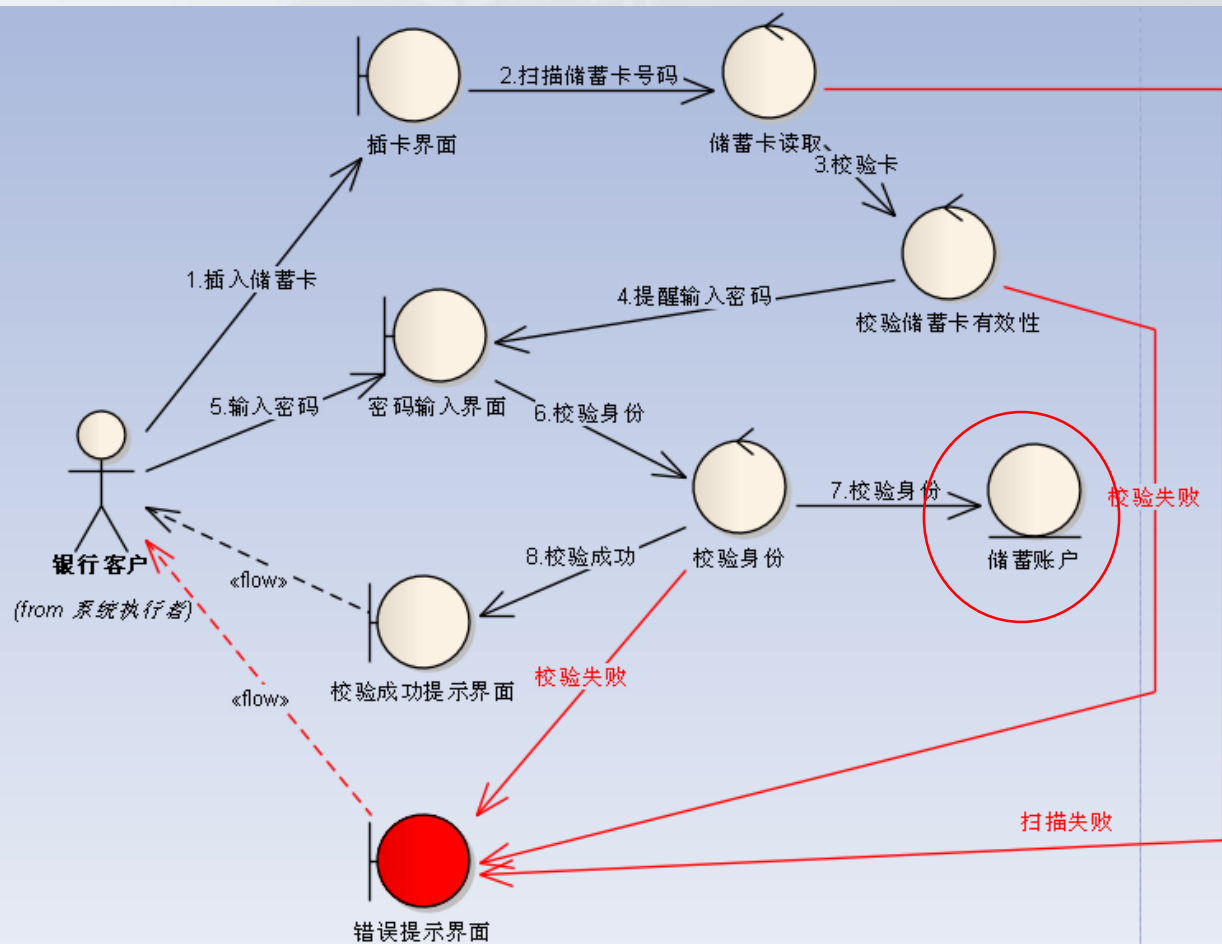 2.扫描储蓄卡号码
插卡界面
储蓄卡读取
3.校验卡
1.插入储蓄卡
4.提醒输入密码
校验储蓄卡有效性
5.输入密码
密码输入界面
6.校验身份
7.校验身份
校验失败
银行客户
(from 系统执行者)
«flow»
8.校验成功
校验身份
储蓄账户
校验成功提示界面
校验失败
«flow»
扫描失败
错误提示界面